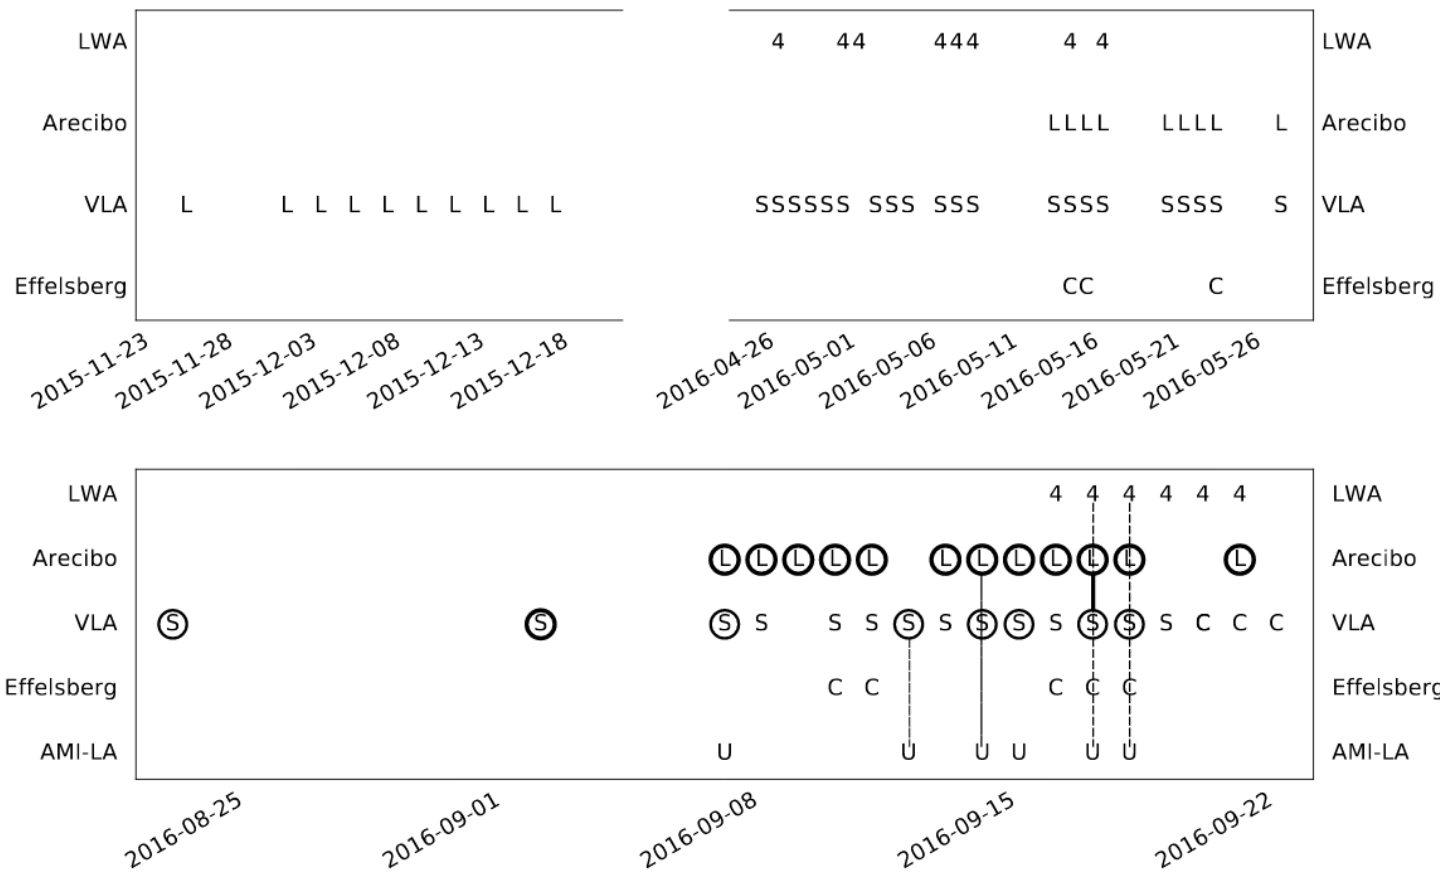 LWA 4 44 444 4 4 LWA
Arecibo LLLL LLLL L Arecibo
VLA L L L L L L L L L L SSSSSS SSS SSS SSSS SSSS S VLA
Effelsberg CC C Effelsberg
2015-11-23 2015-11-28 2015-12-03 2015-12-08 2015-12-13 2015-12-18 2016-04-26 2016-05-01 2016-05-06 2016-05-11 2016-05-16 2016-05-21 2016-05-26
LWA 4 4 4 4 4 4 LWA
Arecibo L L L L L L L L L L L L Arecibo
VLA S S S S S S S S S S S S S S C C C VLA
Effelsberg C C C C C Effelsberg
AMI-LA U U U U U U AMI-LA
2016-08-25 2016-09-01 2016-09-08 2016-09-15 2016-09-22